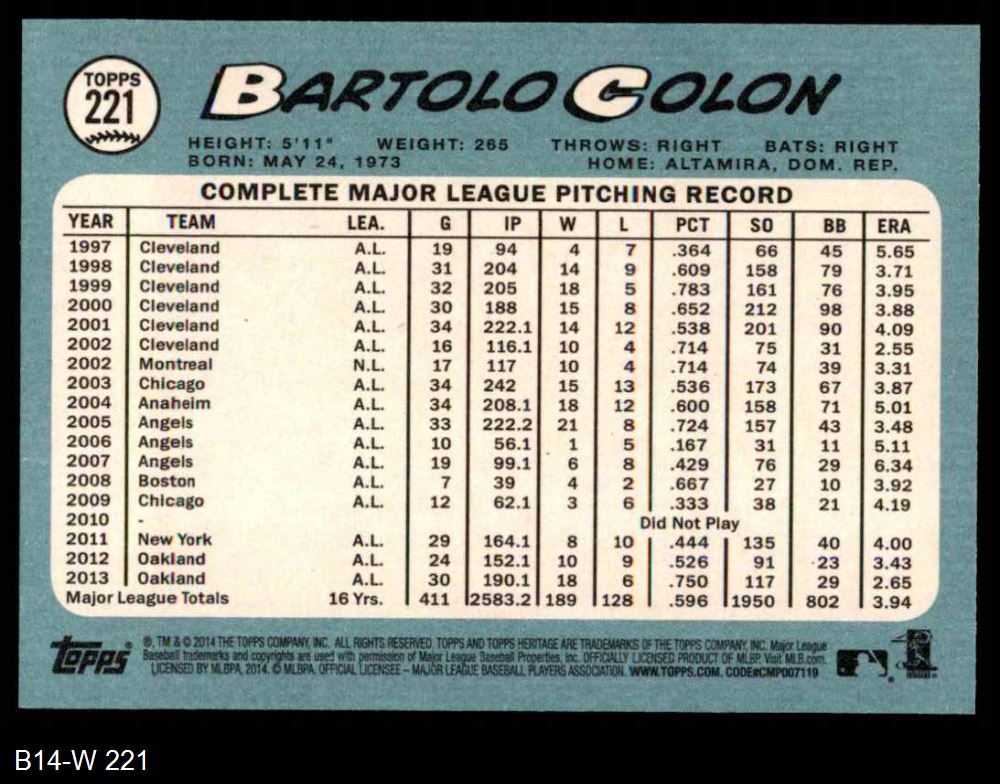 TOPPS
221
BARTOLO COLON
HEIGHT: 5'11" WEIGHT: 265 THROWS: RIGHT BATS: RIGHT
BORN: MAY 24, 1973 HOME: ALTAMIRA, DOM. REP.
COMPLETE MAJOR LEAGUE PITCHING RECORD
YEAR TEAM LEA. G IP W L PCT SO BB ERA
1997 Cleveland A.L. 19 94 4 7 .364 66 45 5.65
1998 Cleveland A.L. 31 204 14 9 .609 158 79 3.71
1999 Cleveland A.L. 32 205 18 5 .783 161 76 3.95
2000 Cleveland A.L. 30 188 15 8 .652 212 98 3.88
2001 Cleveland A.L. 34 222.1 14 12 .538 201 90 4.09
2002 Cleveland A.L. 16 116.1 10 4 .714 75 31 2.55
2002 Montreal N.L. 17 117 10 4 .714 74 39 3.31
2003 Chicago A.L. 34 242 15 13 .536 173 67 3.87
2004 Anaheim A.L. 34 208.1 18 12 .600 158 71 5.01
2005 Angels A.L. 33 222.2 21 8 .724 157 43 3.48
2006 Angels A.L. 10 56.1 1 5 .167 31 11 5.11
2007 Angels A.L. 19 99.1 6 8 .429 76 29 6.34
2008 Boston A.L. 7 39 4 2 .667 27 10 3.92
2009 Chicago A.L. 12 62.1 3 6 .333 38 21 4.19
2010 - Did Not Play
2011 New York A.L. 29 164.1 8 10 .444 135 40 4.00
2012 Oakland A.L. 24 152.1 10 9 .526 91 23 3.43
2013 Oakland A.L. 30 190.1 18 6 .750 117 29 2.65
Major League Totals 16 Yrs. 411 2583.2 189 128 .596 1950 802 3.94
TOPPS
®, TM & © 2014 THE TOPPS COMPANY, INC. ALL RIGHTS RESERVED. TOPPS AND TOPPS HERITAGE ARE TRADEMARKS OF THE TOPPS COMPANY, INC. Major League
Baseball trademarks and copyrights are used with permission of Major League Baseball Properties, Inc. OFFICIALLY LICENSED PRODUCT OF MLBP. Visit MLB.com.
LICENSED BY MLBPA, 2014. © MLBPA. OFFICIAL LICENSEE – MAJOR LEAGUE BASEBALL PLAYERS ASSOCIATION. WWW.TOPPS.COM. CODE#CMP007119
B14-W 221